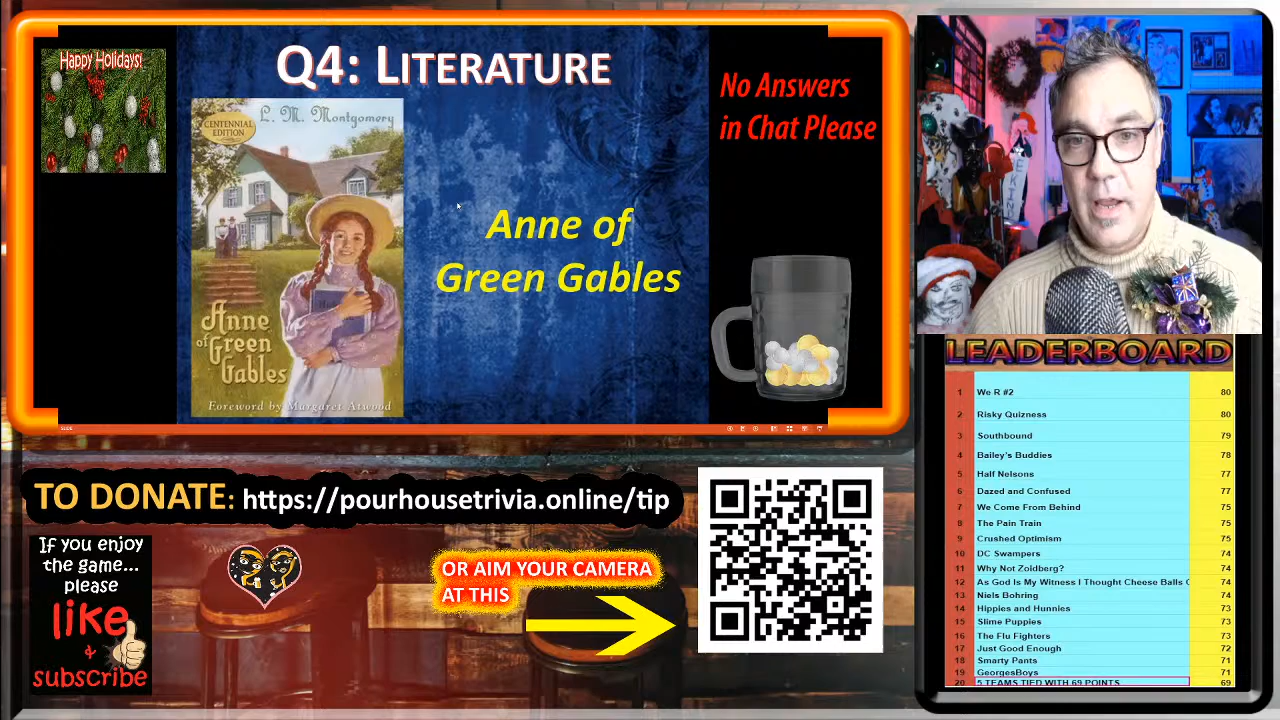 Happy Holidays!
Q4: LITERATURE
CENTENNIAL
EDITION
L. M. Montgomery
Anne
of Green
Gables
Foreword by Margaret Atwood
Anne of
Green Gables
No Answers
in Chat Please
TO DONATE: https://pourhousetrivia.online/tip
If you enjoy
the game...
please
like
&
subscribe
OR AIM YOUR CAMERA
AT THIS
LEADERBOARD
1 We R #2 80
2 Risky Quizness 80
3 Southbound 79
4 Bailey's Buddies 78
5 Half Nelsons 77
6 Dazed and Confused 77
7 We Come From Behind 75
8 The Pain Train 75
9 Crushed Optimism 75
10 DC Swampers 74
11 Why Not Zoldberg? 74
12 As God Is My Witness I Thought Cheese Balls 74
13 Niels Bohring 74
14 Hippies and Hunnies 73
15 Slime Puppies 73
16 The Flu Fighters 73
17 Just Good Enough 72
18 Smarty Pants 71
19 GeorgesBoys 71
20 5 TEAMS TIED WITH 69 POINTS 69